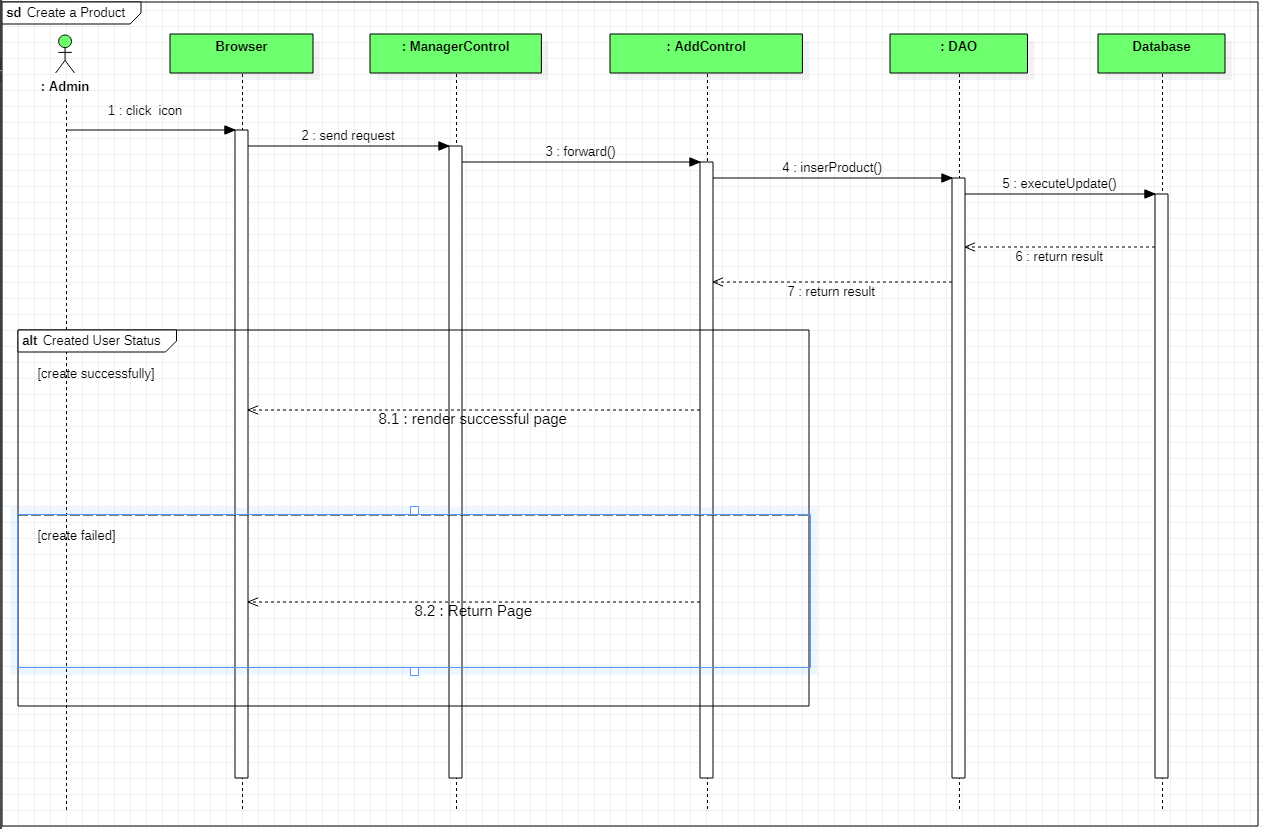 sd Create a Product
Browser
: ManagerControl
: AddControl
: DAO
Database
: Admin
1 : click icon
2 : send request
3 : forward()
4 : inserProduct()
5 : executeUpdate()
6 : return result
7 : return result
alt Created User Status
[create successfully]
8.1 : render successful page
[create failed]
8.2 : Return Page